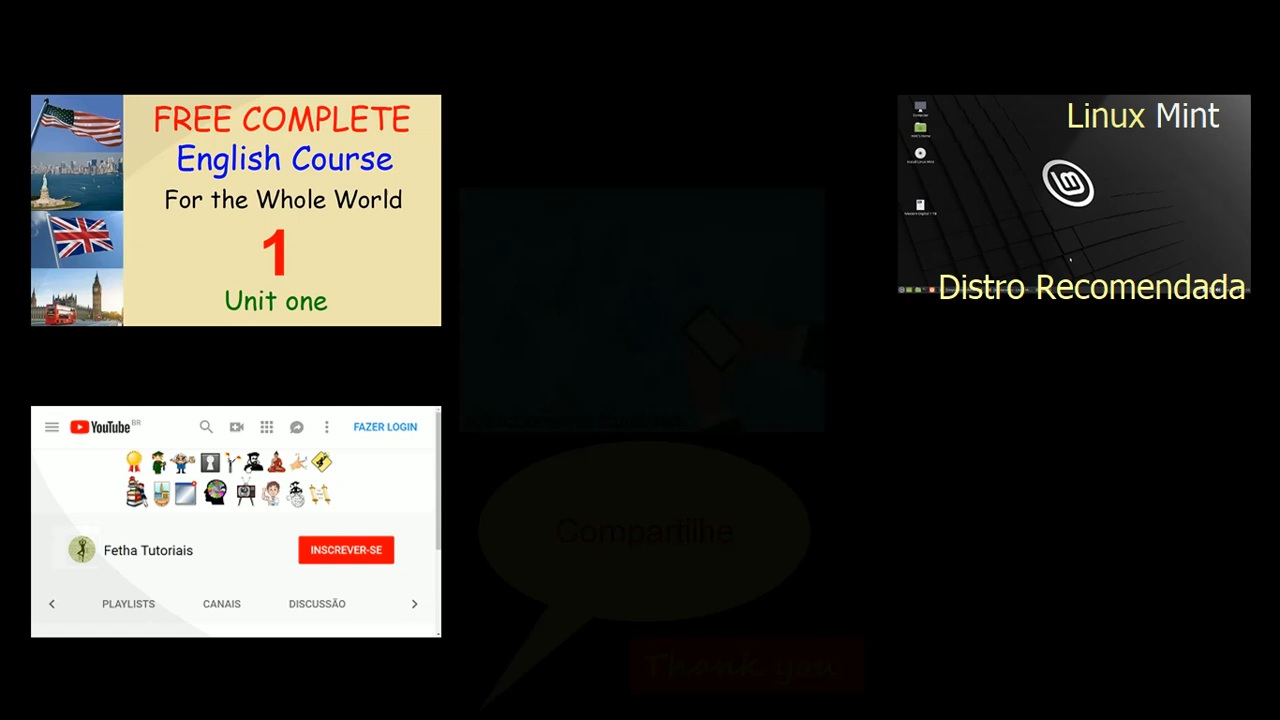 FREE COMPLETE
English Course
For the Whole World
1
Unit one
Linux Mint
Distro Recomendada
YouTube BR
FAZER LOGIN
Fetha Tutoriais
INSCREVER-SE
PLAYLISTS CANAIS DISCUSSÃO
Compartilhe
Thank you